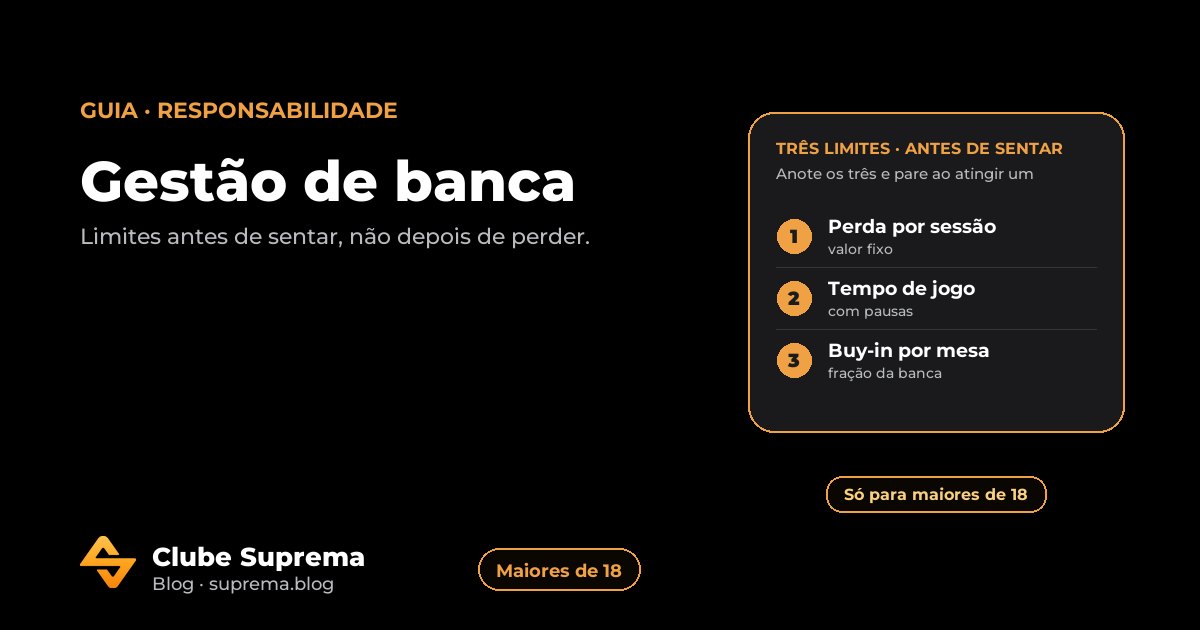 GUIA · RESPONSABILIDADE
Gestão de banca
Limites antes de sentar, não depois de perder.
TRÊS LIMITES · ANTES DE SENTAR
Anote os três e pare ao atingir um
1
Perda por sessão
valor fixo
2
Tempo de jogo
com pausas
3
Buy-in por mesa
fração da banca
Só para maiores de 18
Clube Suprema
Blog · suprema.blog
Maiores de 18